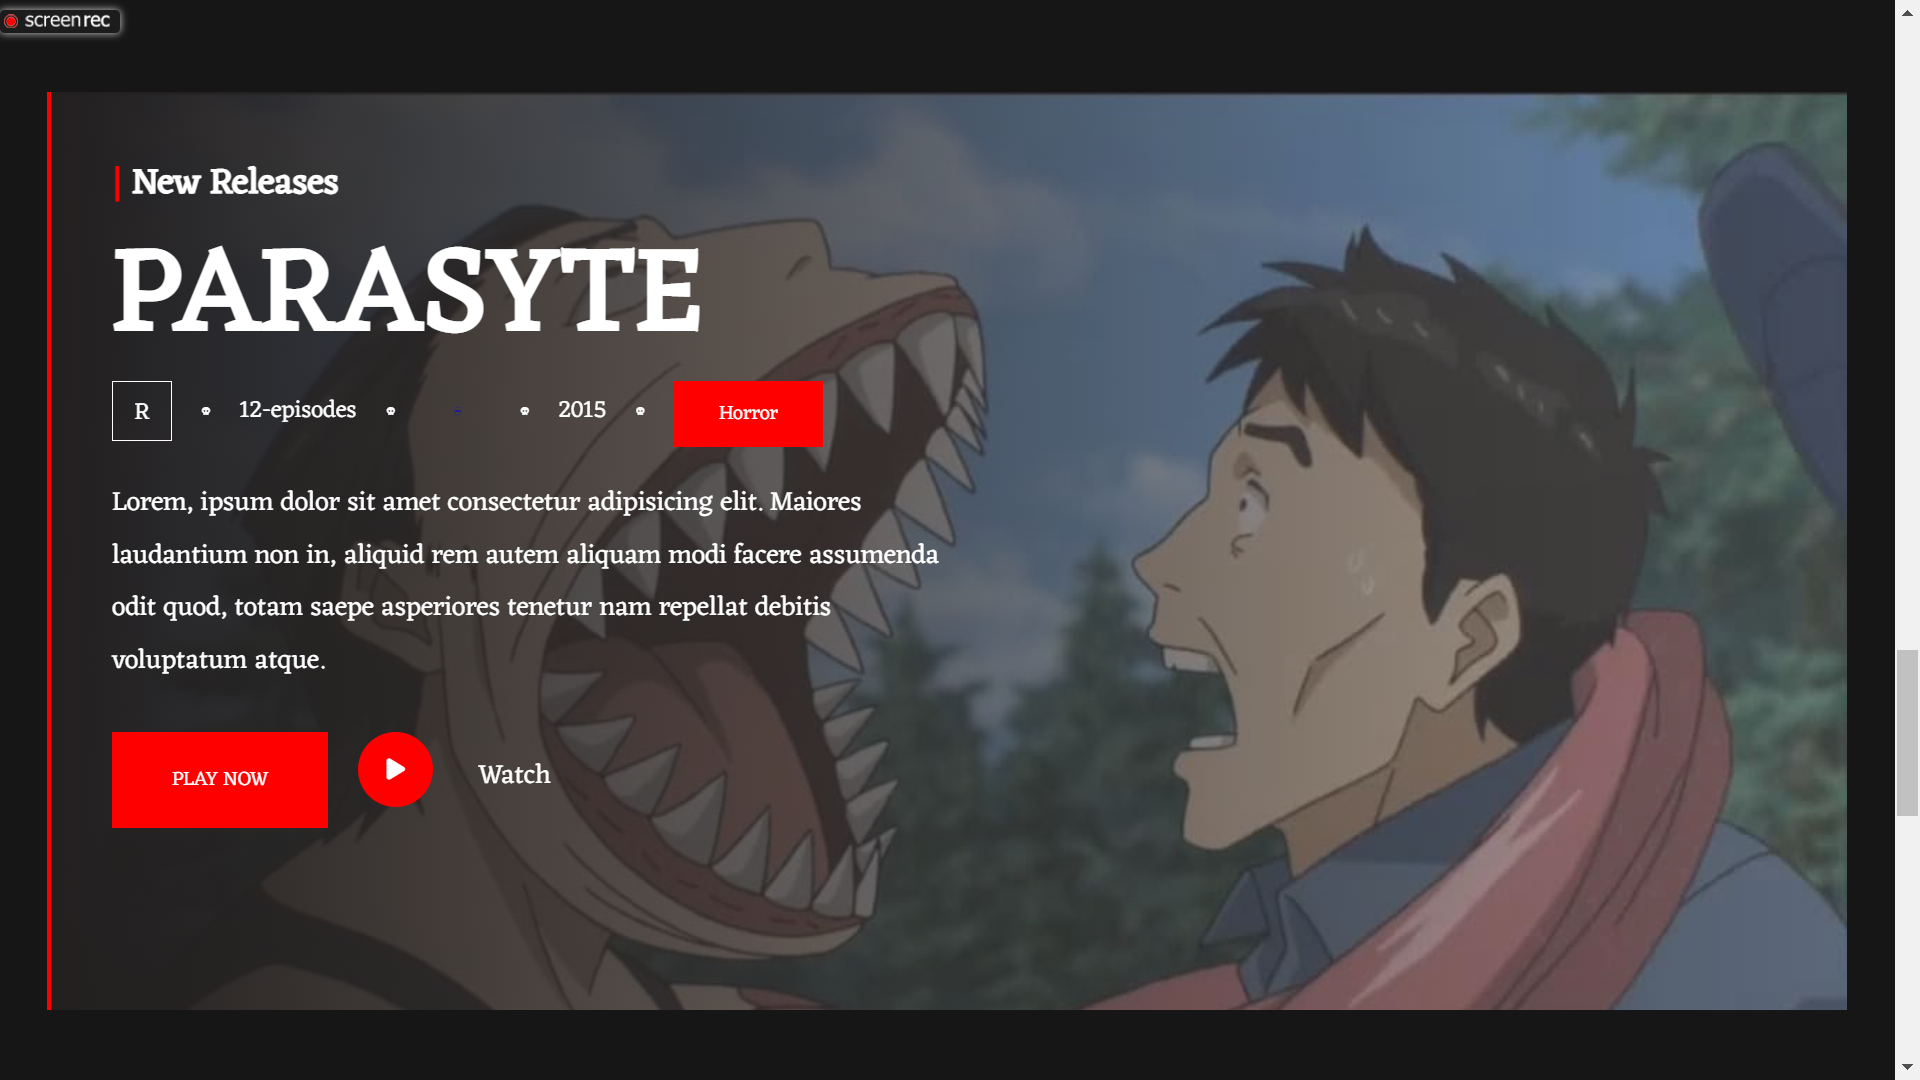 screenrec
New Releases
PARASYTE
R 12-episodes - 2015 Horror
Lorem, ipsum dolor sit amet consectetur adipisicing elit. Maiores
laudantium non in, aliquid rem autem aliquam modi facere assumenda
odit quod, totam saepe asperiores tenetur nam repellat debitis
voluptatum atque.
PLAY NOW Watch